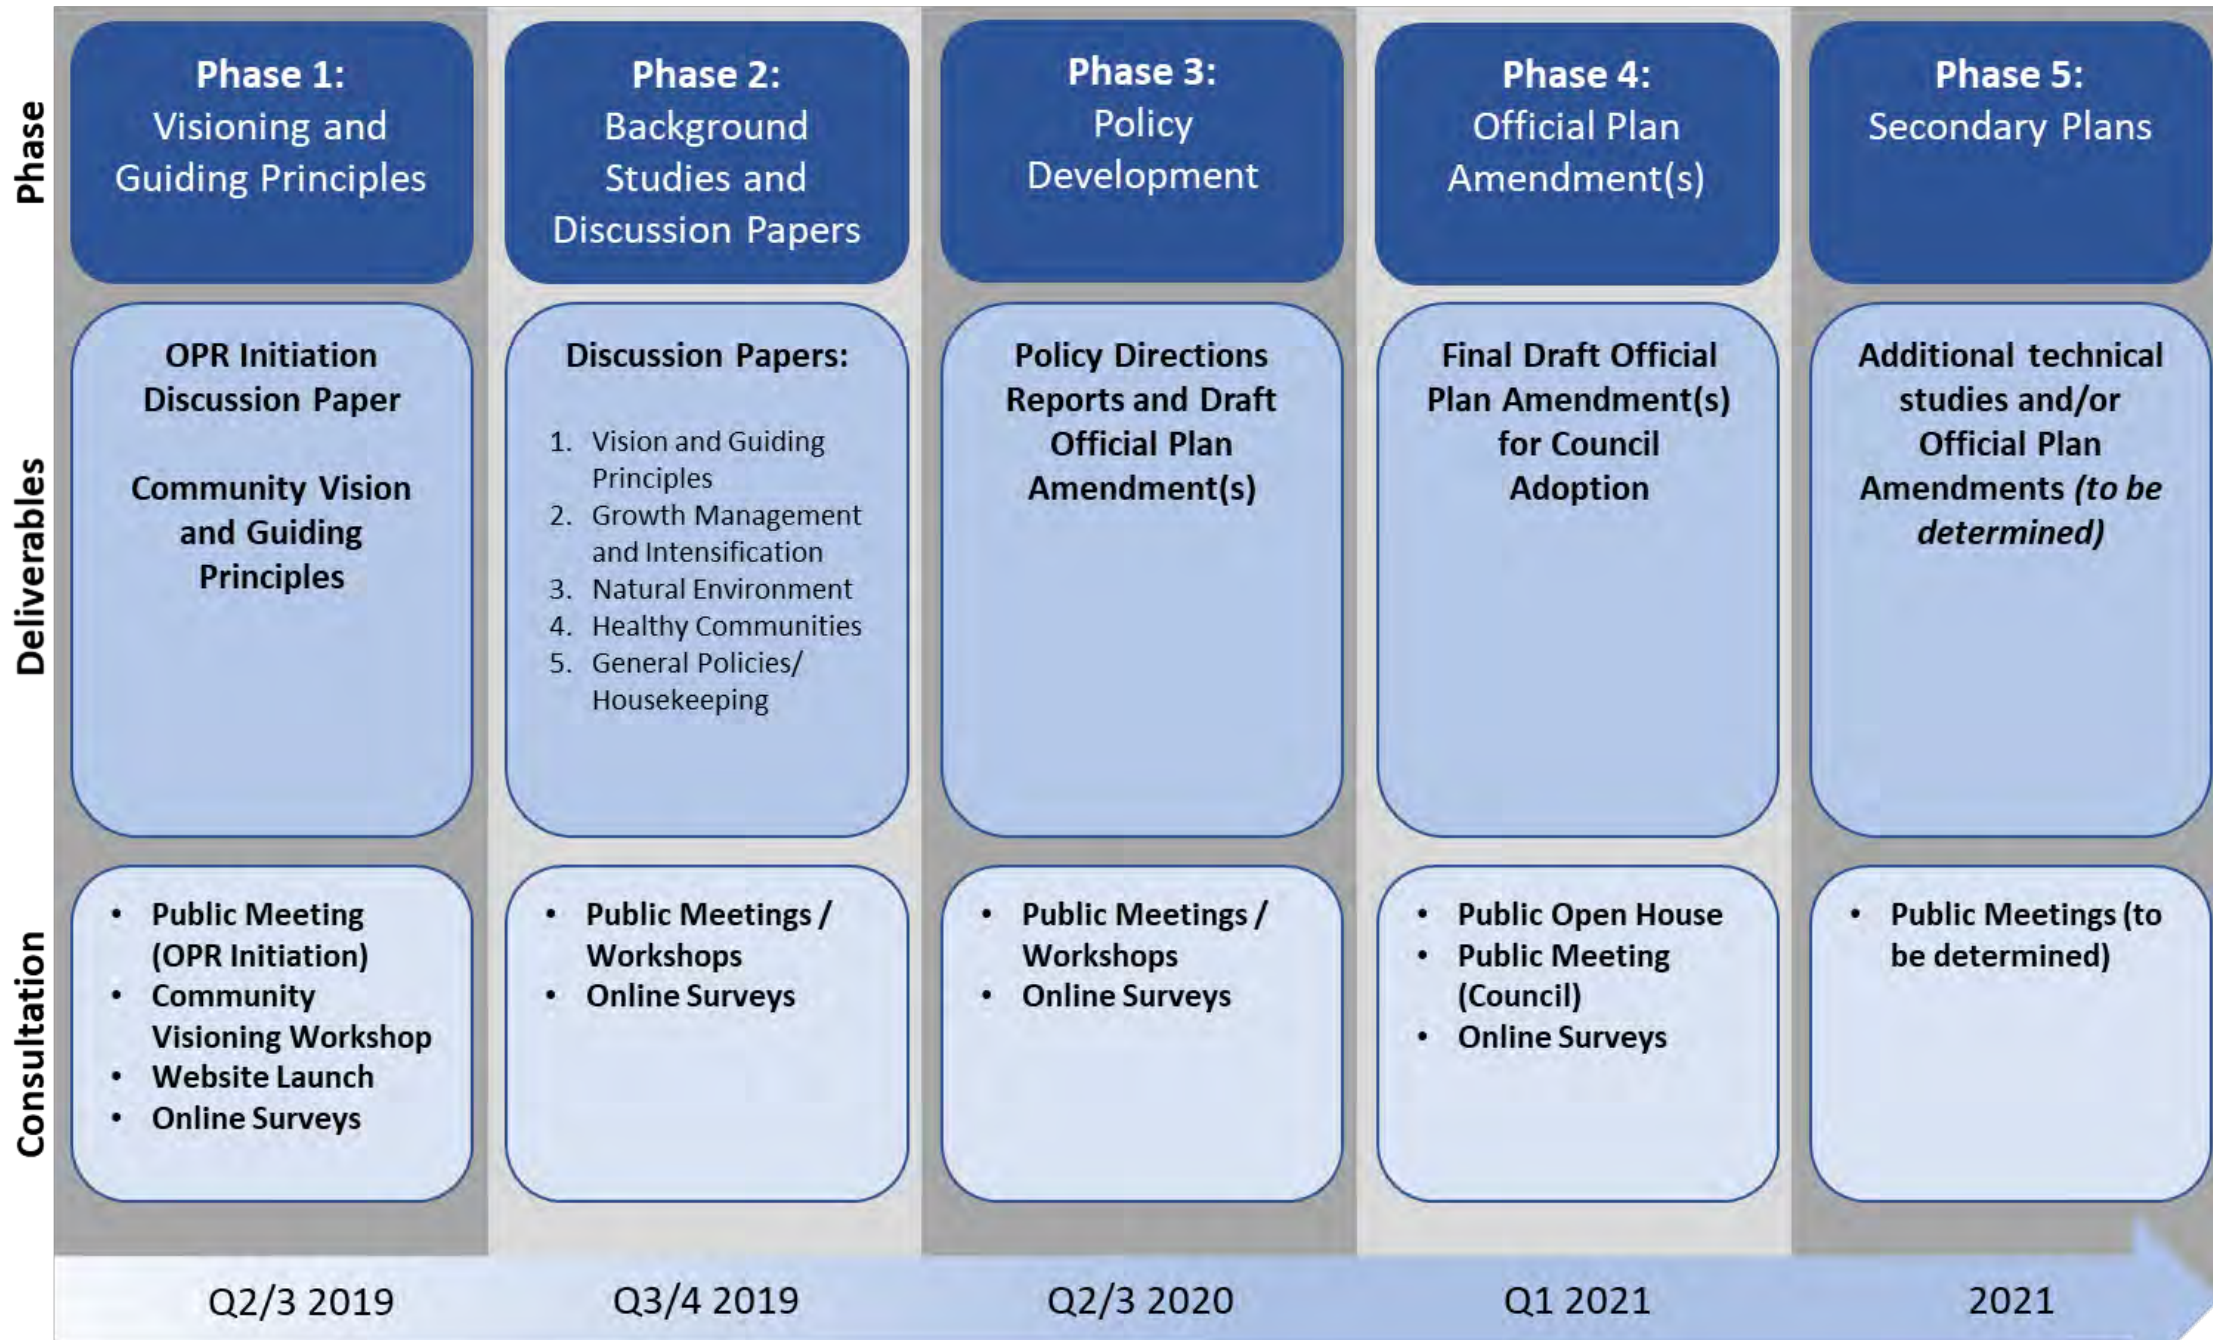 Phase
Phase 1:
Visioning and
Guiding Principles
Phase 2:
Background
Studies and
Discussion Papers
Phase 3:
Policy
Development
Phase 4:
Official Plan
Amendment(s)
Phase 5:
Secondary Plans
Deliverables
OPR Initiation
Discussion Paper
Community Vision
and Guiding
Principles
Discussion Papers:
1. Vision and Guiding
Principles
2. Growth Management
and Intensification
3. Natural Environment
4. Healthy Communities
5. General Policies/
Housekeeping
Policy Directions
Reports and Draft
Official Plan
Amendment(s)
Final Draft Official
Plan Amendment(s)
for Council
Adoption
Additional technical
studies and/or
Official Plan
Amendments (to be
determined)
Consultation
• Public Meeting
(OPR Initiation)
• Community
Visioning Workshop
• Website Launch
• Online Surveys
• Public Meetings /
Workshops
• Online Surveys
• Public Meetings /
Workshops
• Online Surveys
• Public Open House
• Public Meeting
(Council)
• Online Surveys
• Public Meetings (to
be determined)
Q2/3 2019
Q3/4 2019
Q2/3 2020
Q1 2021
2021